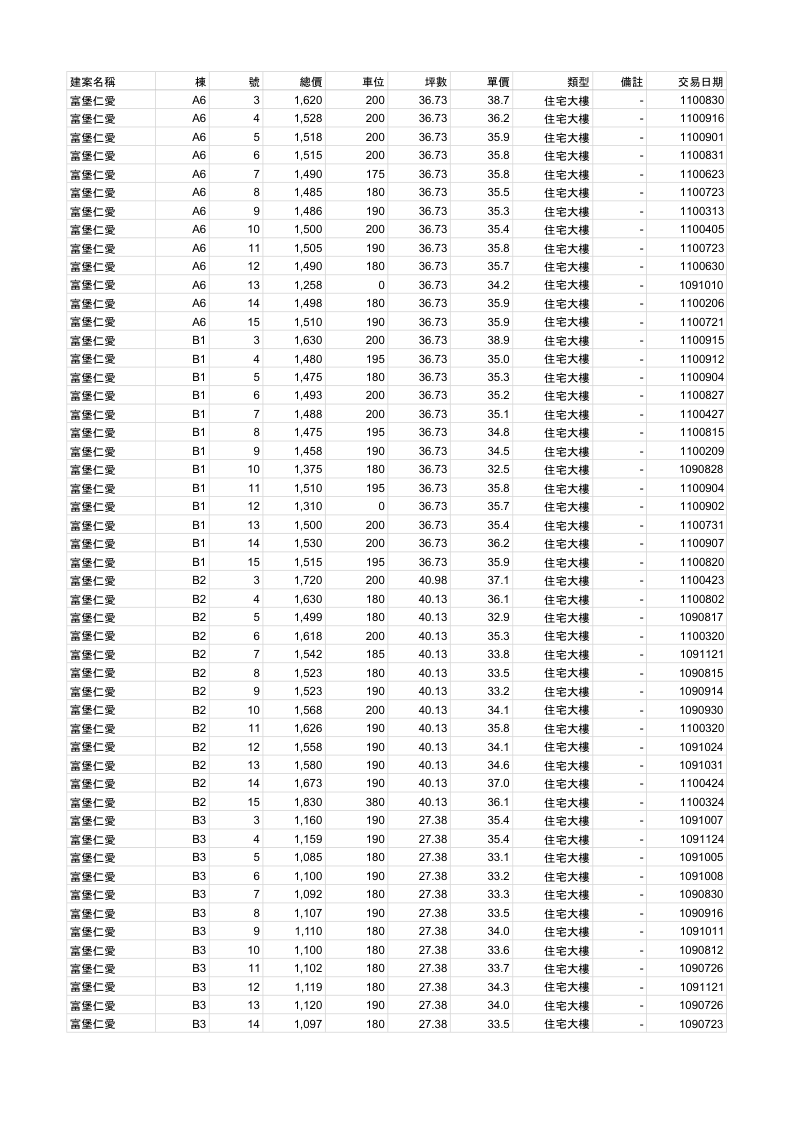 建案名稱 棟 號 總價 車位 坪數 單價 類型 備註 交易日期
富堡仁愛 A6 3 1,620 200 36.73 38.7 住宅大樓 - 1100830
富堡仁愛 A6 4 1,528 200 36.73 36.2 住宅大樓 - 1100916
富堡仁愛 A6 5 1,518 200 36.73 35.9 住宅大樓 - 1100901
富堡仁愛 A6 6 1,515 200 36.73 35.8 住宅大樓 - 1100831
富堡仁愛 A6 7 1,490 175 36.73 35.8 住宅大樓 - 1100623
富堡仁愛 A6 8 1,485 180 36.73 35.5 住宅大樓 - 1100723
富堡仁愛 A6 9 1,486 190 36.73 35.3 住宅大樓 - 1100313
富堡仁愛 A6 10 1,500 200 36.73 35.4 住宅大樓 - 1100405
富堡仁愛 A6 11 1,505 190 36.73 35.8 住宅大樓 - 1100723
富堡仁愛 A6 12 1,490 180 36.73 35.7 住宅大樓 - 1100630
富堡仁愛 A6 13 1,258 0 36.73 34.2 住宅大樓 - 1091010
富堡仁愛 A6 14 1,498 180 36.73 35.9 住宅大樓 - 1100206
富堡仁愛 A6 15 1,510 190 36.73 35.9 住宅大樓 - 1100721
富堡仁愛 B1 3 1,630 200 36.73 38.9 住宅大樓 - 1100915
富堡仁愛 B1 4 1,480 195 36.73 35.0 住宅大樓 - 1100912
富堡仁愛 B1 5 1,475 180 36.73 35.3 住宅大樓 - 1100904
富堡仁愛 B1 6 1,493 200 36.73 35.2 住宅大樓 - 1100827
富堡仁愛 B1 7 1,488 200 36.73 35.1 住宅大樓 - 1100427
富堡仁愛 B1 8 1,475 195 36.73 34.8 住宅大樓 - 1100815
富堡仁愛 B1 9 1,458 190 36.73 34.5 住宅大樓 - 1100209
富堡仁愛 B1 10 1,375 180 36.73 32.5 住宅大樓 - 1090828
富堡仁愛 B1 11 1,510 195 36.73 35.8 住宅大樓 - 1100904
富堡仁愛 B1 12 1,310 0 36.73 35.7 住宅大樓 - 1100902
富堡仁愛 B1 13 1,500 200 36.73 35.4 住宅大樓 - 1100731
富堡仁愛 B1 14 1,530 200 36.73 36.2 住宅大樓 - 1100907
富堡仁愛 B1 15 1,515 195 36.73 35.9 住宅大樓 - 1100820
富堡仁愛 B2 3 1,720 200 40.98 37.1 住宅大樓 - 1100423
富堡仁愛 B2 4 1,630 180 40.13 36.1 住宅大樓 - 1100802
富堡仁愛 B2 5 1,499 180 40.13 32.9 住宅大樓 - 1090817
富堡仁愛 B2 6 1,618 200 40.13 35.3 住宅大樓 - 1100320
富堡仁愛 B2 7 1,542 185 40.13 33.8 住宅大樓 - 1091121
富堡仁愛 B2 8 1,523 180 40.13 33.5 住宅大樓 - 1090815
富堡仁愛 B2 9 1,523 190 40.13 33.2 住宅大樓 - 1090914
富堡仁愛 B2 10 1,568 200 40.13 34.1 住宅大樓 - 1090930
富堡仁愛 B2 11 1,626 190 40.13 35.8 住宅大樓 - 1100320
富堡仁愛 B2 12 1,558 190 40.13 34.1 住宅大樓 - 1091024
富堡仁愛 B2 13 1,580 190 40.13 34.6 住宅大樓 - 1091031
富堡仁愛 B2 14 1,673 190 40.13 37.0 住宅大樓 - 1100424
富堡仁愛 B2 15 1,830 380 40.13 36.1 住宅大樓 - 1100324
富堡仁愛 B3 3 1,160 190 27.38 35.4 住宅大樓 - 1091007
富堡仁愛 B3 4 1,159 190 27.38 35.4 住宅大樓 - 1091124
富堡仁愛 B3 5 1,085 180 27.38 33.1 住宅大樓 - 1091005
富堡仁愛 B3 6 1,100 190 27.38 33.2 住宅大樓 - 1091008
富堡仁愛 B3 7 1,092 180 27.38 33.3 住宅大樓 - 1090830
富堡仁愛 B3 8 1,107 190 27.38 33.5 住宅大樓 - 1090916
富堡仁愛 B3 9 1,110 180 27.38 34.0 住宅大樓 - 1091011
富堡仁愛 B3 10 1,100 180 27.38 33.6 住宅大樓 - 1090812
富堡仁愛 B3 11 1,102 180 27.38 33.7 住宅大樓 - 1090726
富堡仁愛 B3 12 1,119 180 27.38 34.3 住宅大樓 - 1091121
富堡仁愛 B3 13 1,120 190 27.38 34.0 住宅大樓 - 1090726
富堡仁愛 B3 14 1,097 180 27.38 33.5 住宅大樓 - 1090723